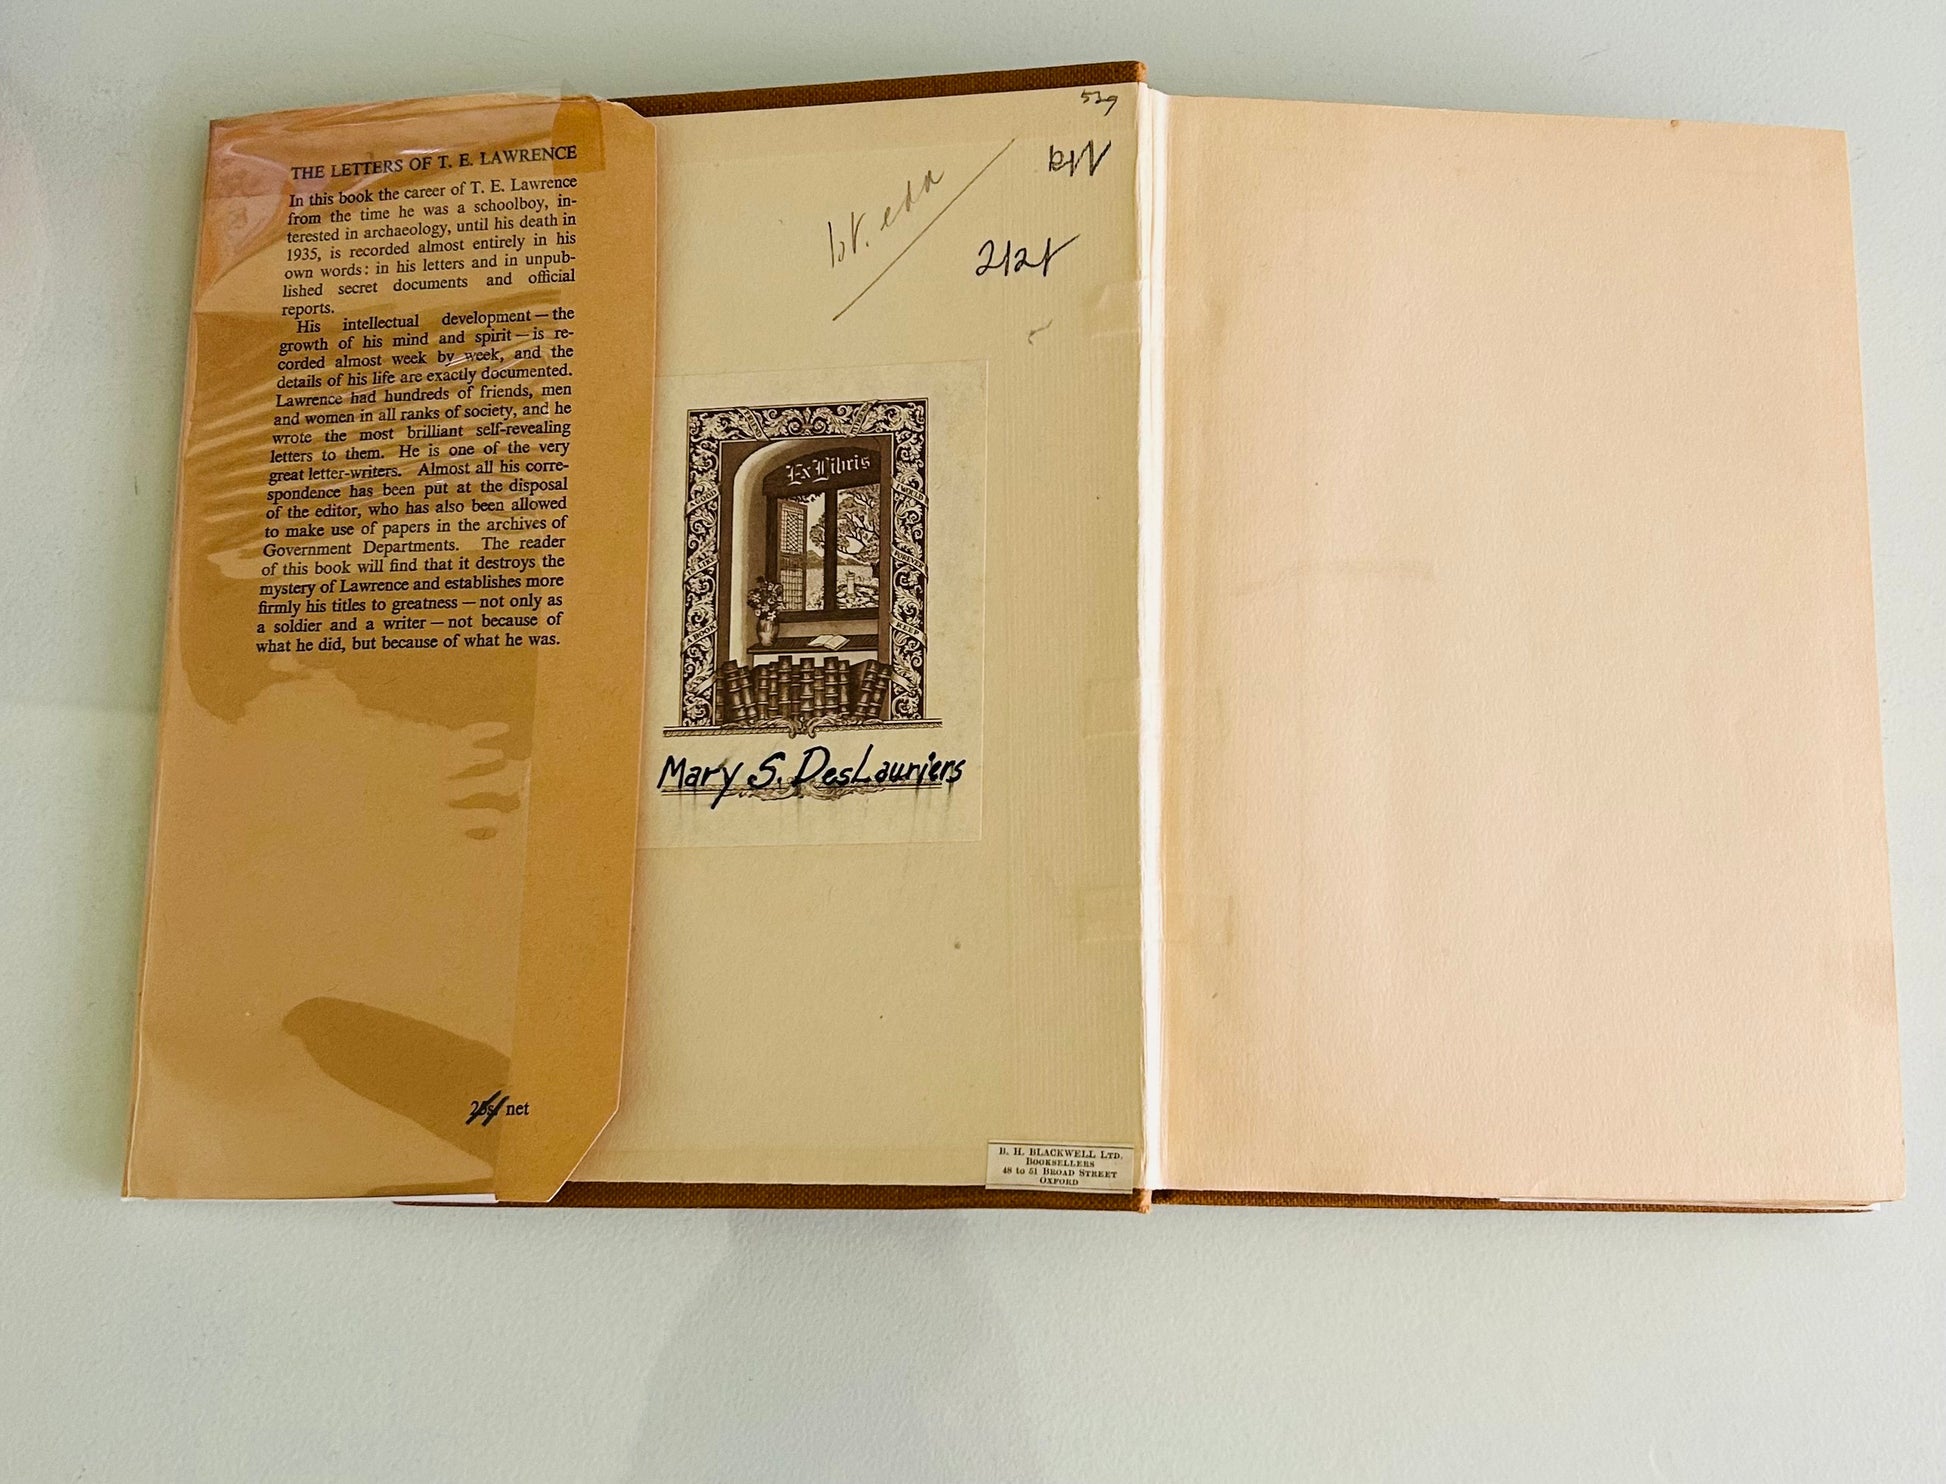 THE LETTERS OF T. E. LAWRENCE
In this book the career of T. E. Lawrence
from the time he was a schoolboy, in-
terested in archaeology, until his death in
1935, is recorded almost entirely in his
own words: in his letters and in unpub-
lished secret documents and official
reports.
His intellectual development — the
growth of his mind and spirit — is re-
corded almost week by week, and the
details of his life are exactly documented.
Lawrence had hundreds of friends, men
and women in all ranks of society, and he
wrote the most brilliant self-revealing
letters to them. He is one of the very
great letter-writers. Almost all his corre-
spondence has been put at the disposal
of the editor, who has also been allowed
to make use of papers in the archives of
Government Departments. The reader
of this book will find that it destroys the
mystery of Lawrence and establishes more
firmly his titles to greatness — not only as
a soldier and a writer — not because of
what he did, but because of what he was.
net
Ex Libris
A GOOD
I WOULD
FOREVER
A BOOK
KEEP
Mary S. DesLauriers
B. H. BLACKWELL LTD.
BOOKSELLERS
48 to 51 BROAD STREET
OXFORD